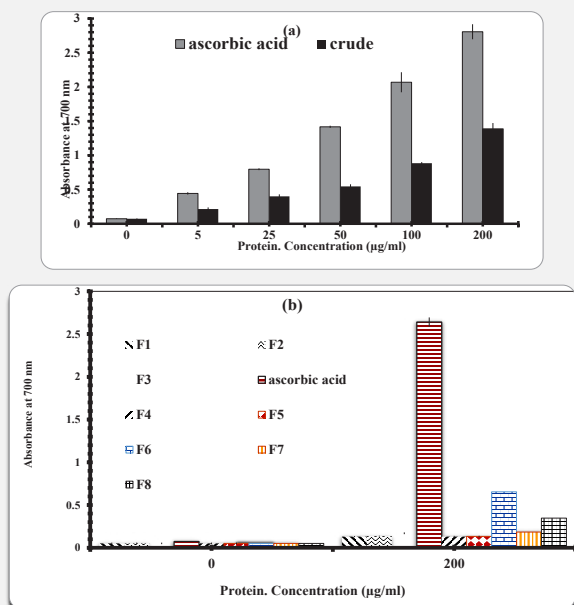 3
(a)
ascorbic acid crude
2.5
2
1.5
1
0.5
0
Absorbance at 700 nm
0 5 25 50 100 200
Protein. Concentration (µg/ml)
3
(b)
2.5
2
1.5
1
0.5
0
Absorbance at 700 nm
F1 F2
F3 ascorbic acid
F4 F5
F6 F7
F8
0 200
Protein. Concentration (µg/ml)